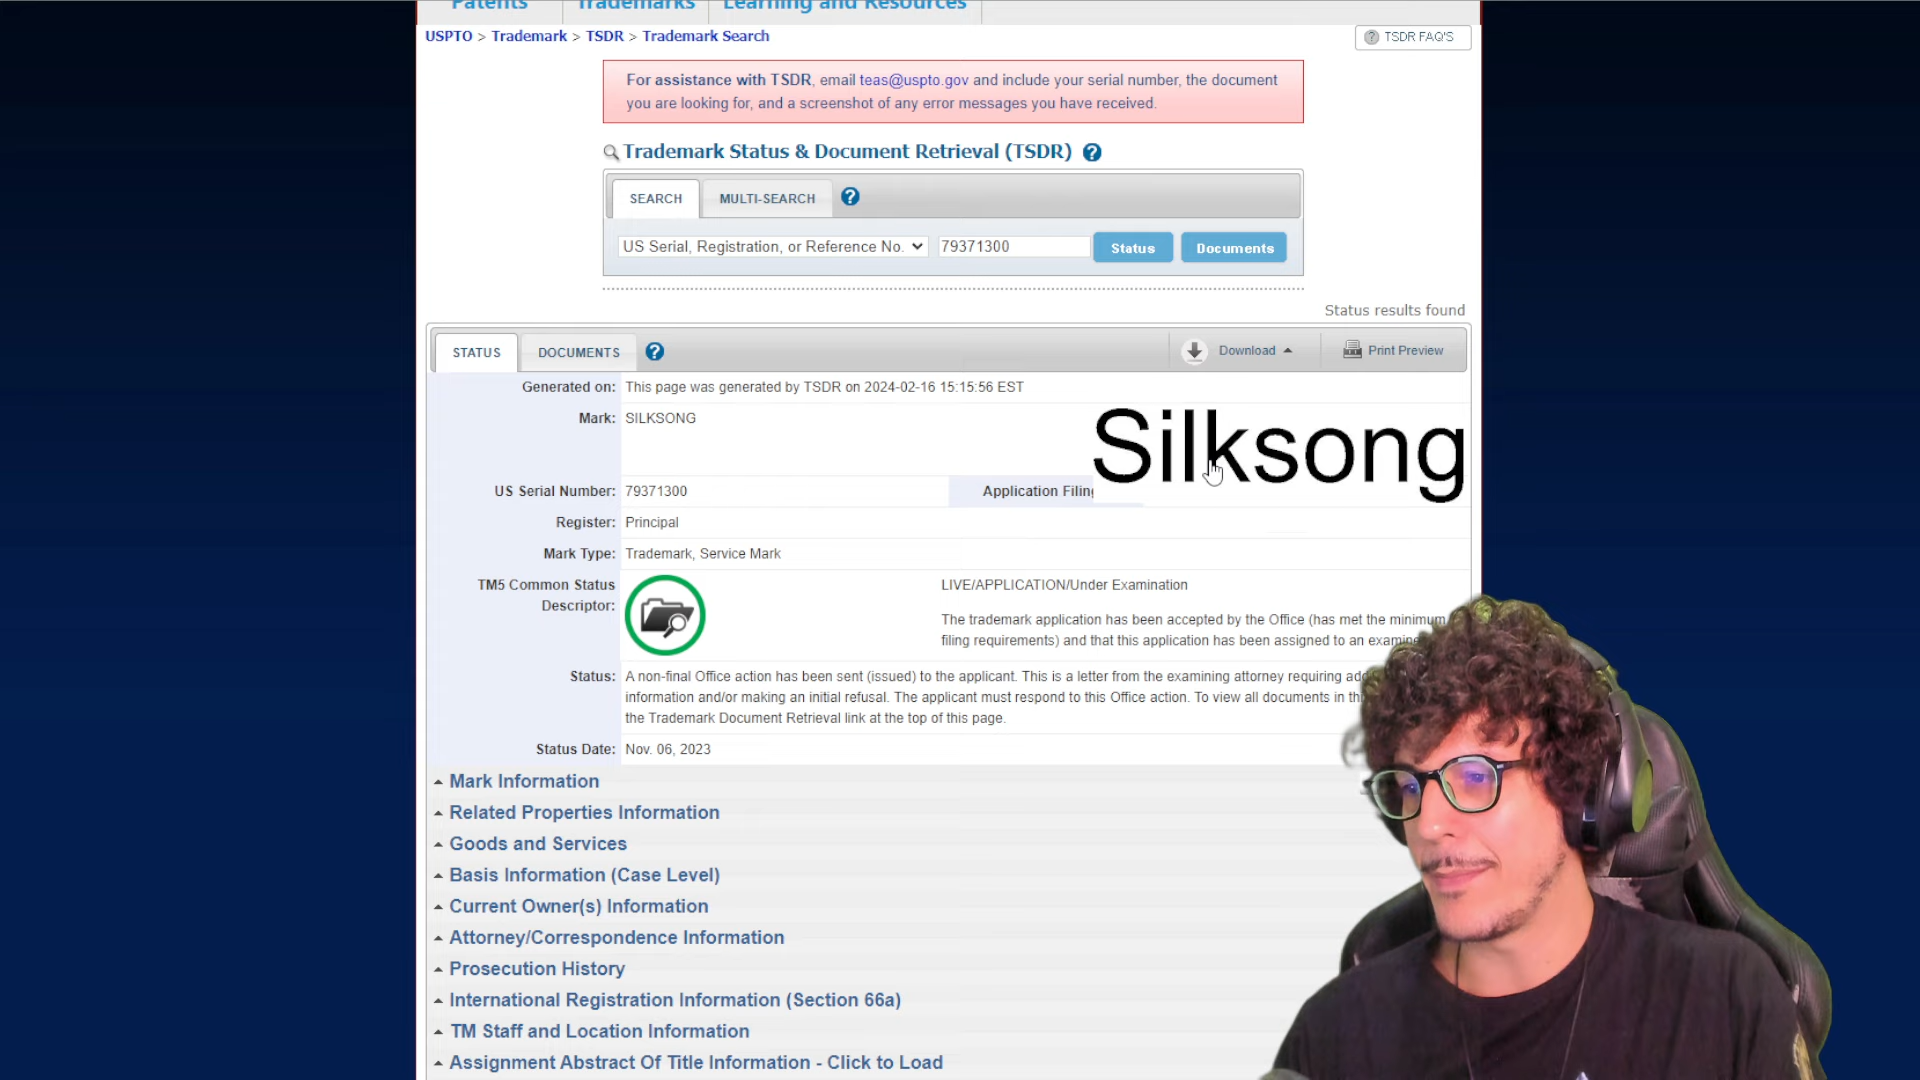 Patents Trademarks Learning and Resources
USPTO > Trademark > TSDR > Trademark Search
? TSDR FAQ'S
For assistance with TSDR, email teas@uspto.gov and include your serial number, the document
you are looking for, and a screenshot of any error messages you have received.
Trademark Status & Document Retrieval (TSDR) ?
SEARCH MULTI-SEARCH ?
US Serial, Registration, or Reference No. 79371300 Status Documents
Status results found
STATUS DOCUMENTS ? Download Print Preview
Generated on: This page was generated by TSDR on 2024-02-16 15:15:56 EST
Mark: SILKSONG
Silksong
US Serial Number: 79371300 Application Filing
Register: Principal
Mark Type: Trademark, Service Mark
TM5 Common Status
Descriptor:
LIVE/APPLICATION/Under Examination
The trademark application has been accepted by the Office (has met the minimum
filing requirements) and that this application has been assigned to an
Status: A non-final Office action has been sent (issued) to the applicant. This is a letter from the examining attorney requiring
information and/or making an initial refusal. The applicant must respond to this Office action. To view all documents in
the Trademark Document Retrieval link at the top of this page.
Status Date: Nov. 06, 2023
Mark Information
Related Properties Information
Goods and Services
Basis Information (Case Level)
Current Owner(s) Information
Attorney/Correspondence Information
Prosecution History
International Registration Information (Section 66a)
TM Staff and Location Information
Assignment Abstract Of Title Information - Click to Load